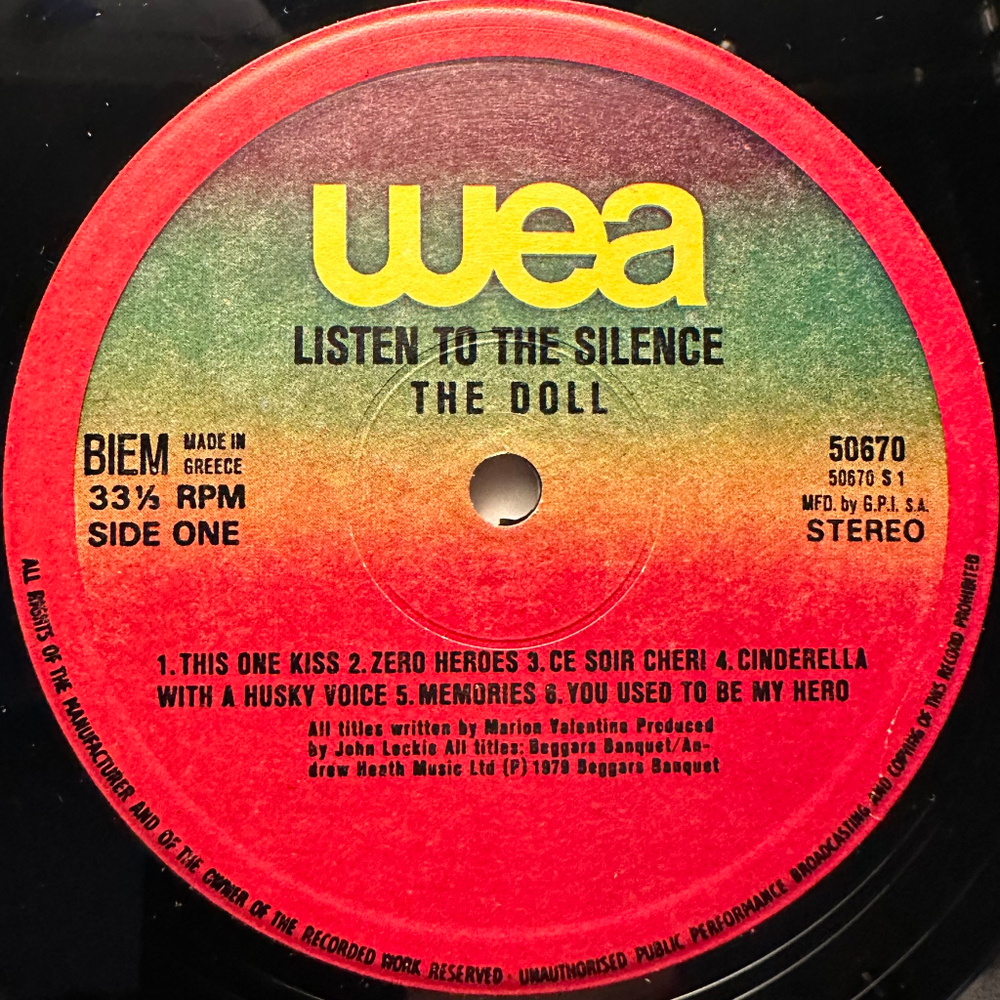 wea
LISTEN TO THE SILENCE
THE DOLL
BIEM MADE IN
GREECE
33⅓ RPM
SIDE ONE
50670
50670 S 1
MFD. by G.P.I. S.A.
STEREO
1. THIS ONE KISS 2. ZERO HEROES 3. CE SOIR CHERI 4. CINDERELLA
WITH A HUSKY VOICE 5. MEMORIES 6. YOU USED TO BE MY HERO
All titles written by Marion Valentine Produced
by John Leckie All titles: Beggars Banquet/An-
drew Heath Music Ltd (P) 1979 Beggars Banquet
ALL RIGHTS OF THE MANUFACTURER AND OF THE OWNER OF THE RECORDED WORK RESERVED · UNAUTHORISED PUBLIC PERFORMANCE BROADCASTING AND COPYING OF THIS RECORD PROHIBITED